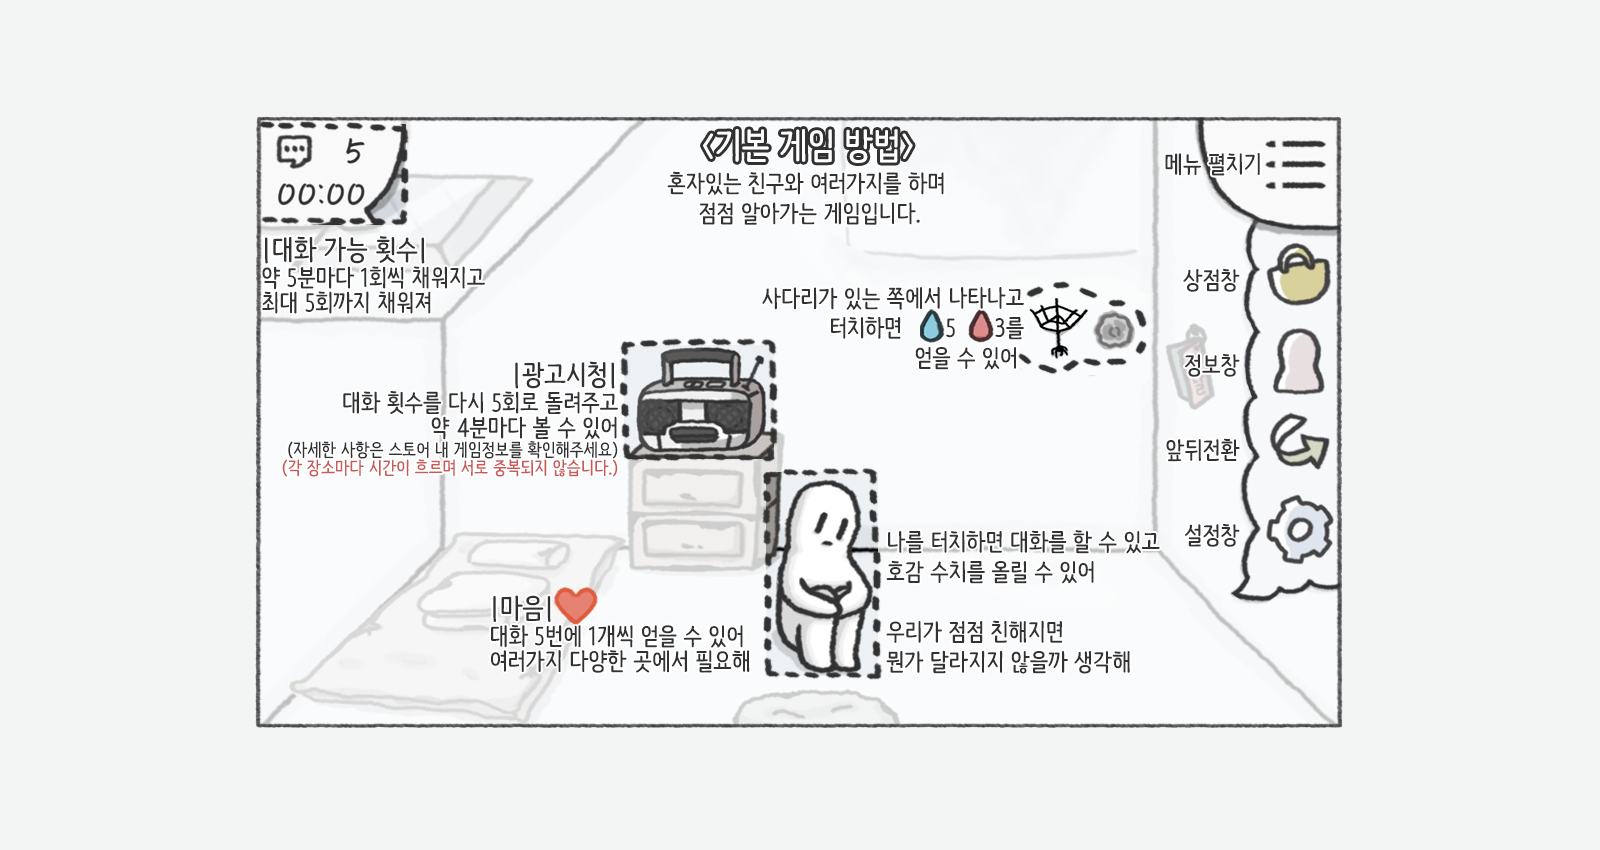 5
00:00
|대화 가능 횟수|
약 5분마다 1회씩 채워지고
최대 5회까지 채워져
<기본 게임 방법>
혼자있는 친구와 여러가지를 하며
점점 알아가는 게임입니다.
메뉴 펼치기
사다리가 있는 쪽에서 나타나고
터치하면 5 3를
얻을 수 있어
상점창
정보창
앞뒤전환
설정창
|광고시청|
대화 횟수를 다시 5회로 돌려주고
약 4분마다 볼 수 있어
(자세한 사항은 스토어 내 게임정보를 확인해주세요)
(각 장소마다 시간이 흐르며 서로 중복되지 않습니다.)
나를 터치하면 대화를 할 수 있고
호감 수치를 올릴 수 있어
|마음|
대화 5번에 1개씩 얻을 수 있어
여러가지 다양한 곳에서 필요해
우리가 점점 친해지면
뭔가 달라지지 않을까 생각해